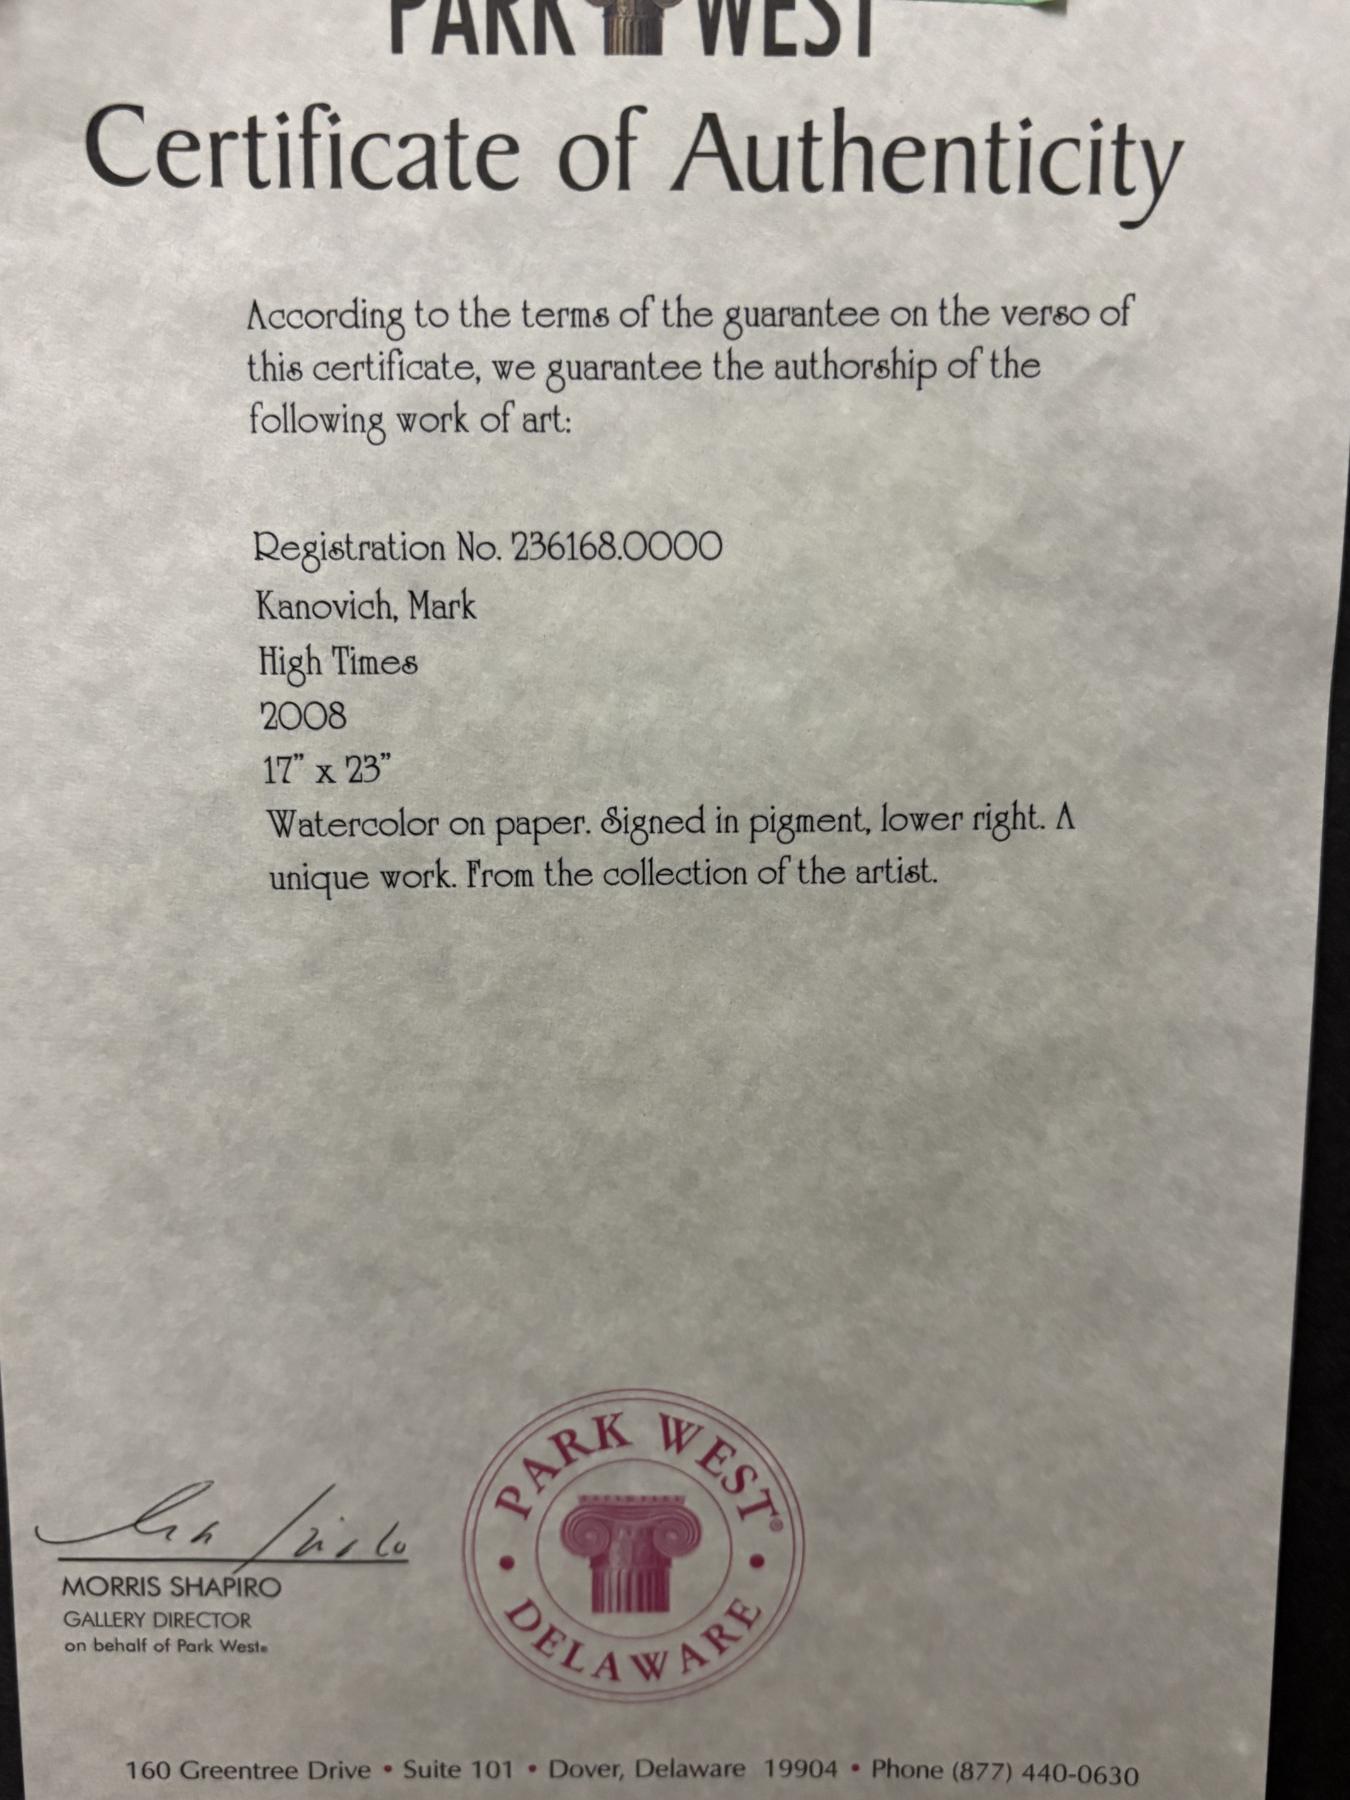 PARK WEST
Certificate of Authenticity
According to the terms of the guarantee on the verso of
this certificate, we guarantee the authorship of the
following work of art:
Registration No. 236168.0000
Kanovich, Mark
High Times
2008
17" x 23"
Watercolor on paper. Signed in pigment, lower right. A
unique work. From the collection of the artist.
PARK WEST®
• DELAWARE •
MORRIS SHAPIRO
GALLERY DIRECTOR
on behalf of Park West®
160 Greentree Drive • Suite 101 • Dover, Delaware 19904 • Phone (877) 440-0630